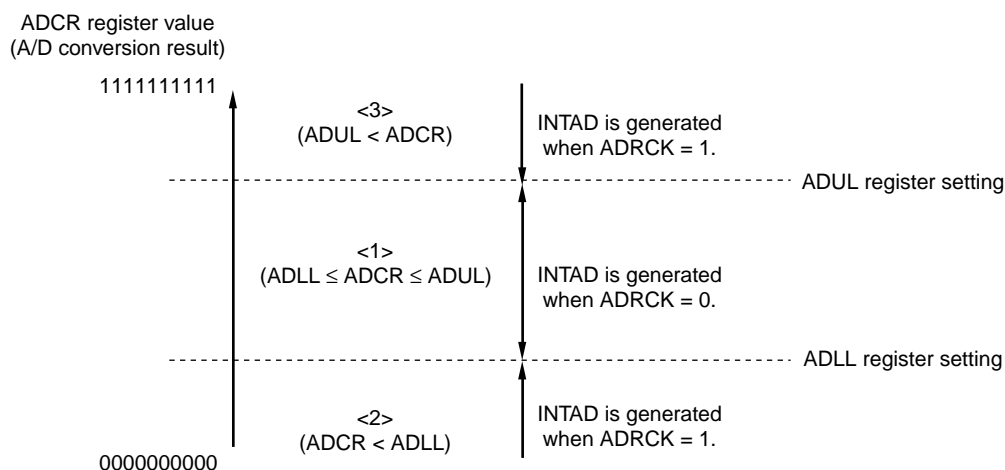 ADCR register value
(A/D conversion result)
1111111111
<3>
(ADUL < ADCR)
INTAD is generated
when ADRCK = 1.
ADUL register setting
<1>
(ADLL ≤ ADCR ≤ ADUL)
INTAD is generated
when ADRCK = 0.
ADLL register setting
<2>
(ADCR < ADLL)
INTAD is generated
when ADRCK = 1.
0000000000